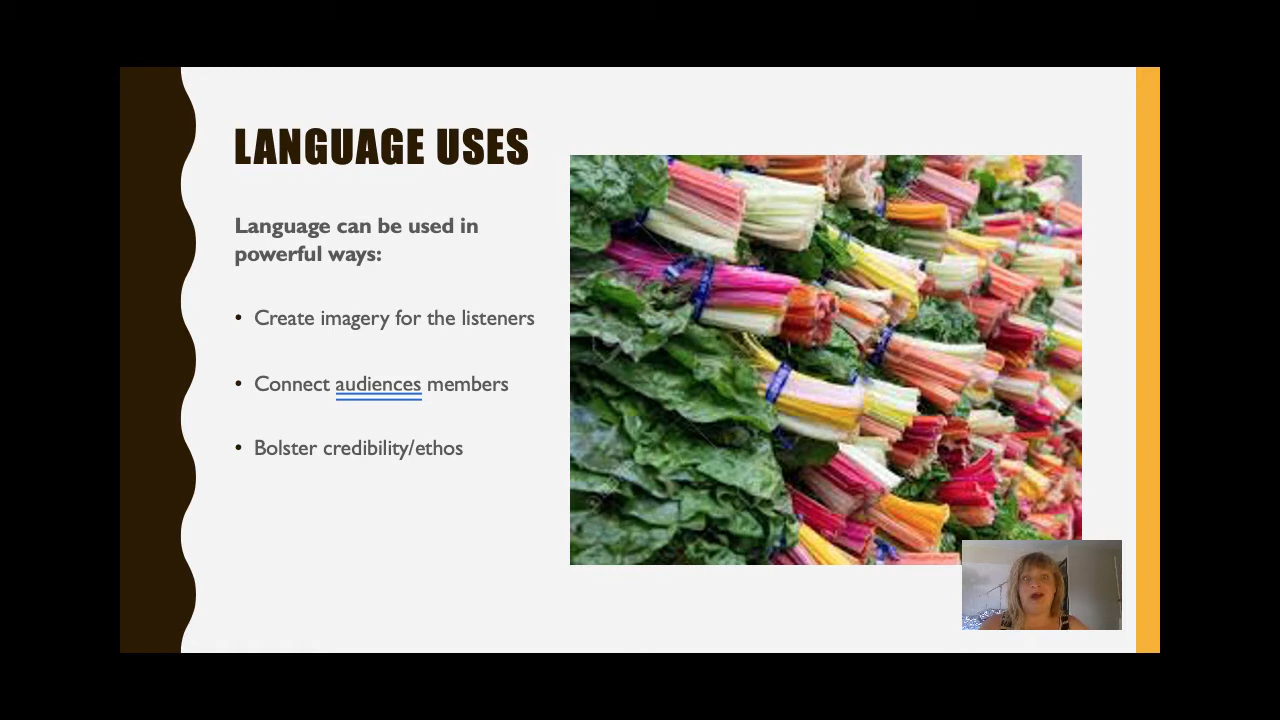 LANGUAGE USES
Language can be used in
powerful ways:
• Create imagery for the listeners
• Connect audiences members
• Bolster credibility/ethos